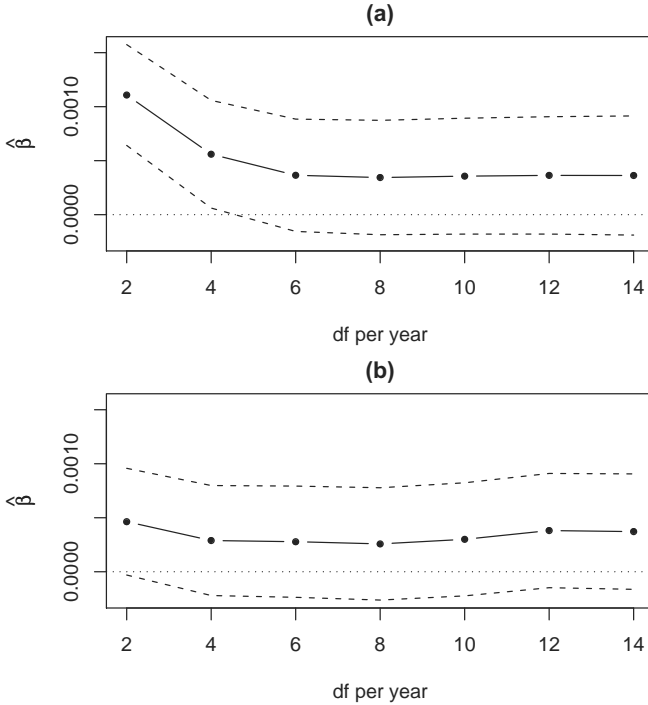 (a)
0.0010
0.0000
β̂
2 4 6 8 10 12 14
df per year
(b)
0.0010
0.0000
β̂
2 4 6 8 10 12 14
df per year